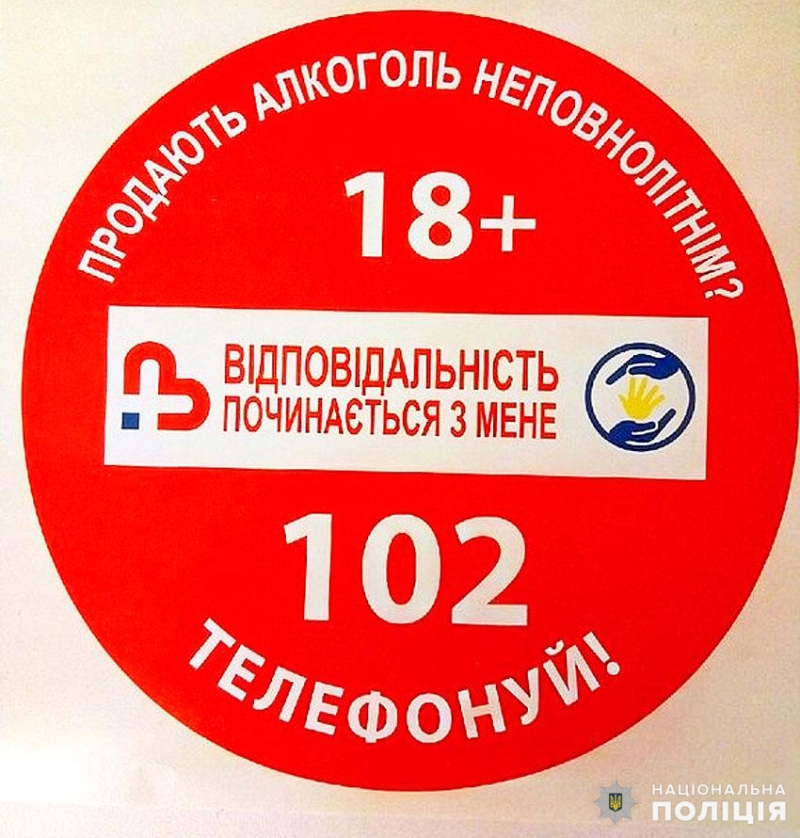 ПРОДАЮТЬ АЛКОГОЛЬ НЕПОВНОЛІТНІМ?
18+
ВІДПОВІДАЛЬНІСТЬ
ПОЧИНАЄТЬСЯ З МЕНЕ
102
ТЕЛЕФОНУЙ!
НАЦІОНАЛЬНА
ПОЛІЦІЯ